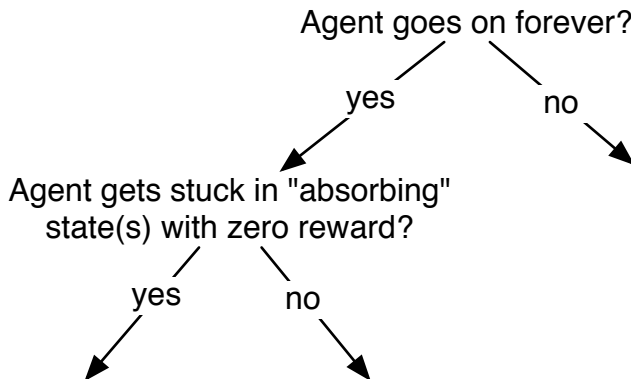 Agent goes on forever?
yes
no
Agent gets stuck in "absorbing"
state(s) with zero reward?
yes
no